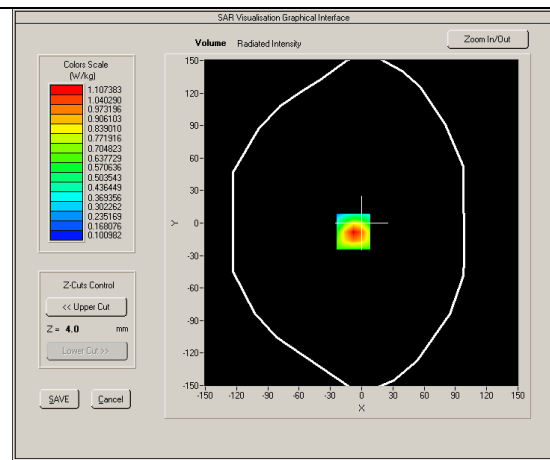 SAR Visualisation Graphical Interface
Volume Radiated Intensity
Zoom In/Out
Colors Scale
(W/kg)
1.107383
1.040290
0.973196
0.906103
0.839010
0.771916
0.704823
0.637729
0.570636
0.503543
0.436449
0.369356
0.302262
0.235169
0.168076
0.100982
Z-Cuts Control
<< Upper Cut
Z = 4.0 mm
Lower Cut >>
SAVE Cancel
150
120
90
60
30
Y 0
-30
-60
-90
-120
-150
-150 -120 -90 -60 -30 0 30 60 90 120 150
X